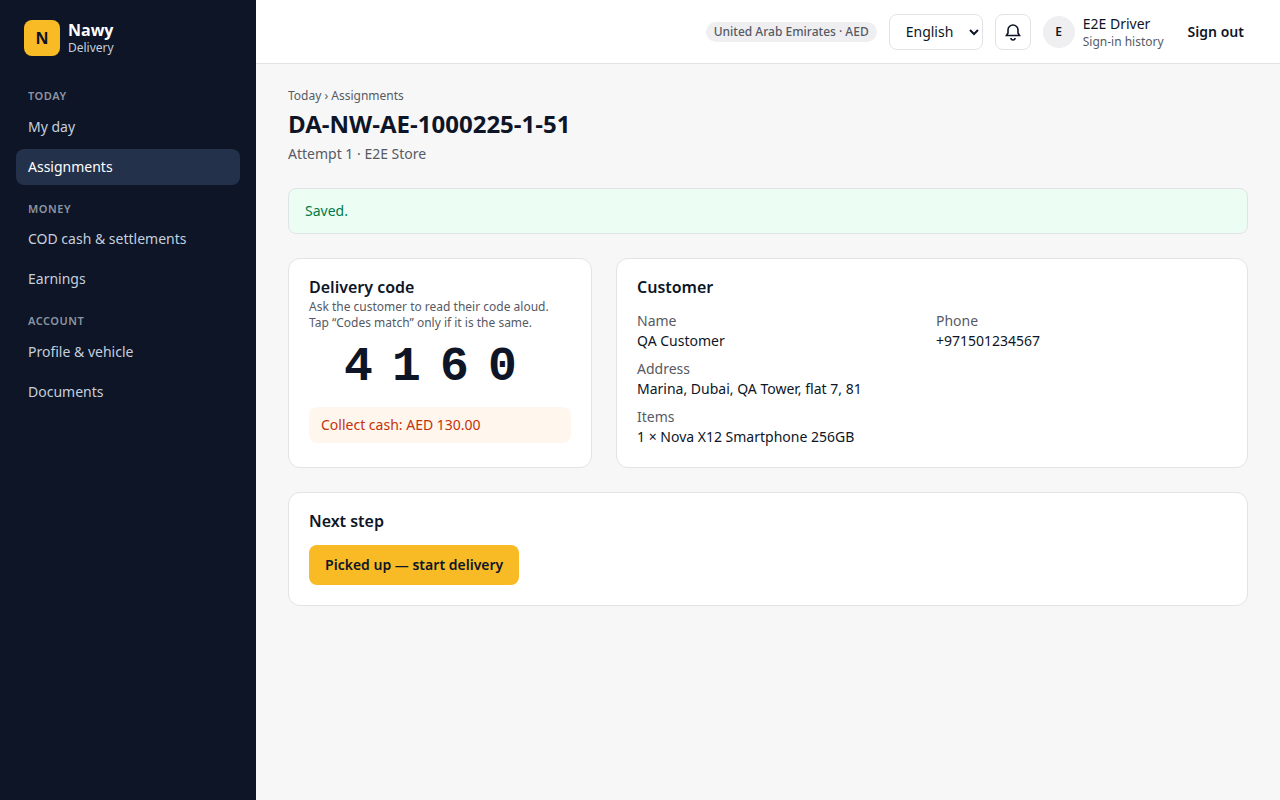 N
Nawy
Delivery
TODAY
My day
Assignments
MONEY
COD cash & settlements
Earnings
ACCOUNT
Profile & vehicle
Documents
United Arab Emirates · AED
English
E
E2E Driver
Sign-in history
Sign out
Today › Assignments
DA-NW-AE-1000225-1-51
Attempt 1 · E2E Store
Saved.
Delivery code
Ask the customer to read their code aloud.
Tap “Codes match” only if it is the same.
4160
Collect cash: AED 130.00
Customer
Name
QA Customer
Phone
+971501234567
Address
Marina, Dubai, QA Tower, flat 7, 81
Items
1 × Nova X12 Smartphone 256GB
Next step
Picked up — start delivery